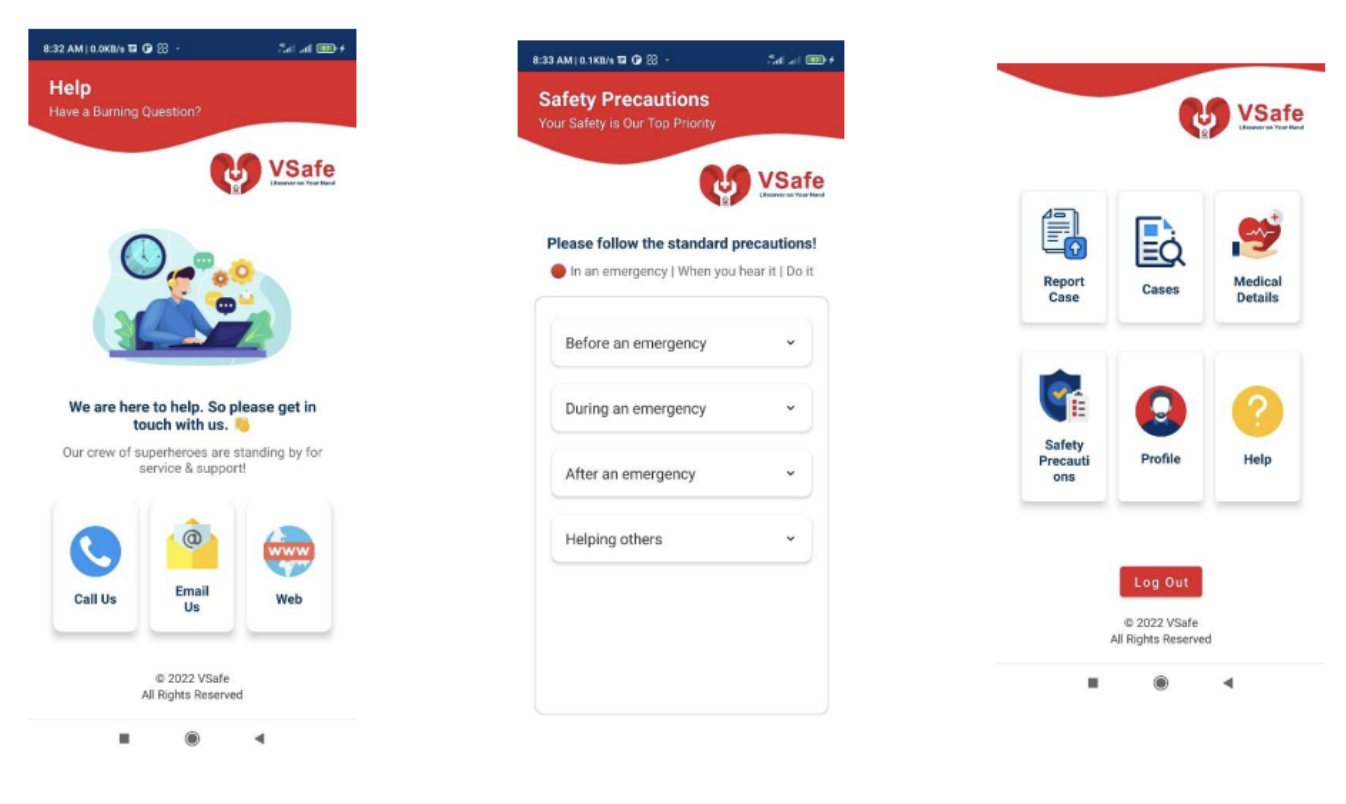 8:32 AM | 0.0KB/s
Help
Have a Burning Question?
VSafe
Lifesaver on Your Hand
We are here to help. So please get in
touch with us. 👏
Our crew of superheroes are standing by for
service & support!
Call Us
@
Email
Us
WWW
Web
© 2022 VSafe
All Rights Reserved
8:33 AM | 0.1KB/s
Safety Precautions
Your Safety is Our Top Priority
VSafe
Lifesaver on Your Hand
Please follow the standard precautions!
🔴 In an emergency | When you hear it | Do it
Before an emergency
During an emergency
After an emergency
Helping others
VSafe
Lifesaver on Your Hand
Report
Case
Cases
Medical
Details
Safety
Precauti
ons
Profile
?
Help
Log Out
© 2022 VSafe
All Rights Reserved